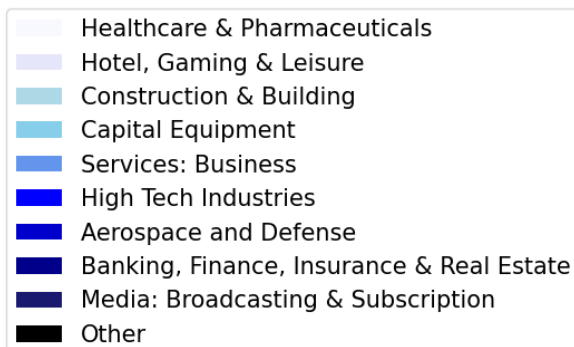 Healthcare & Pharmaceuticals
Hotel, Gaming & Leisure
Construction & Building
Capital Equipment
Services: Business
High Tech Industries
Aerospace and Defense
Banking, Finance, Insurance & Real Estate
Media: Broadcasting & Subscription
Other